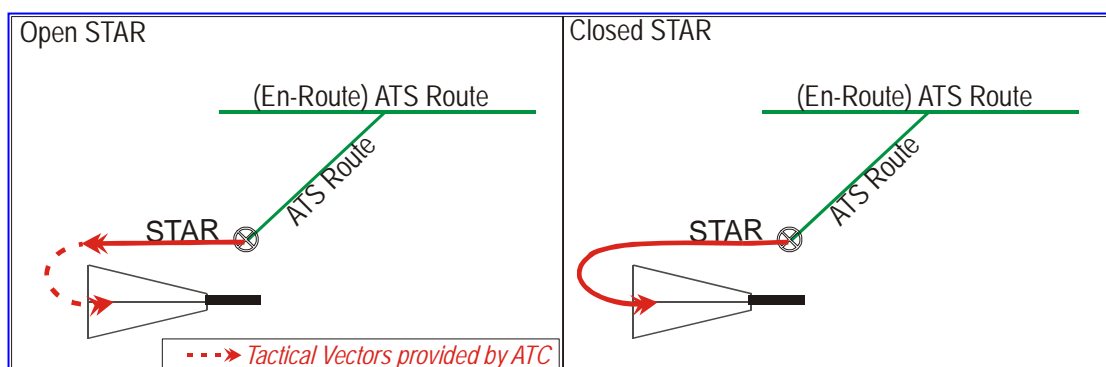 Open STAR
(En-Route) ATS Route
ATS Route
STAR
Tactical Vectors provided by ATC
Closed STAR
(En-Route) ATS Route
ATS Route
STAR